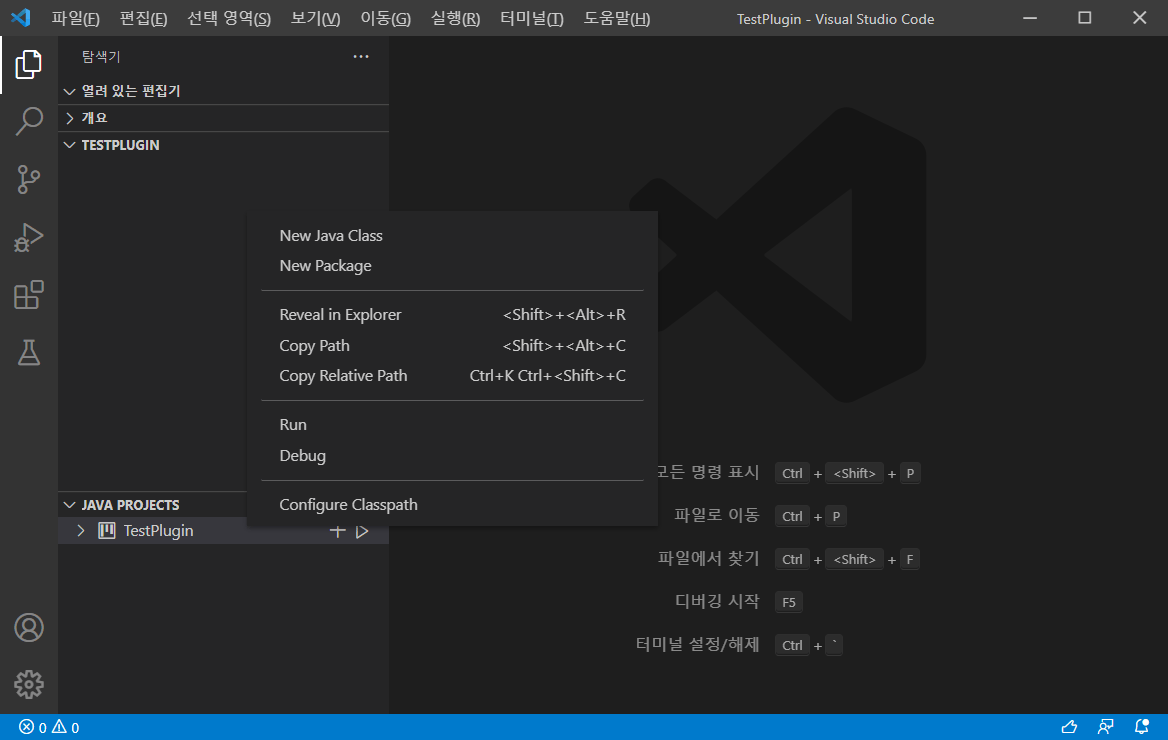 파일(F) 편집(E) 선택 영역(S) 보기(V) 이동(G) 실행(R) 터미널(T) 도움말(H) TestPlugin - Visual Studio Code
탐색기
열려 있는 편집기
개요
TESTPLUGIN
New Java Class
New Package
Reveal in Explorer <Shift>+<Alt>+R
Copy Path <Shift>+<Alt>+C
Copy Relative Path Ctrl+K Ctrl+<Shift>+C
Run
Debug
Configure Classpath
JAVA PROJECTS
TestPlugin
모든 명령 표시 Ctrl + <Shift> + P
파일로 이동 Ctrl + P
파일에서 찾기 Ctrl + <Shift> + F
디버깅 시작 F5
터미널 설정/해제 Ctrl + `
0 0